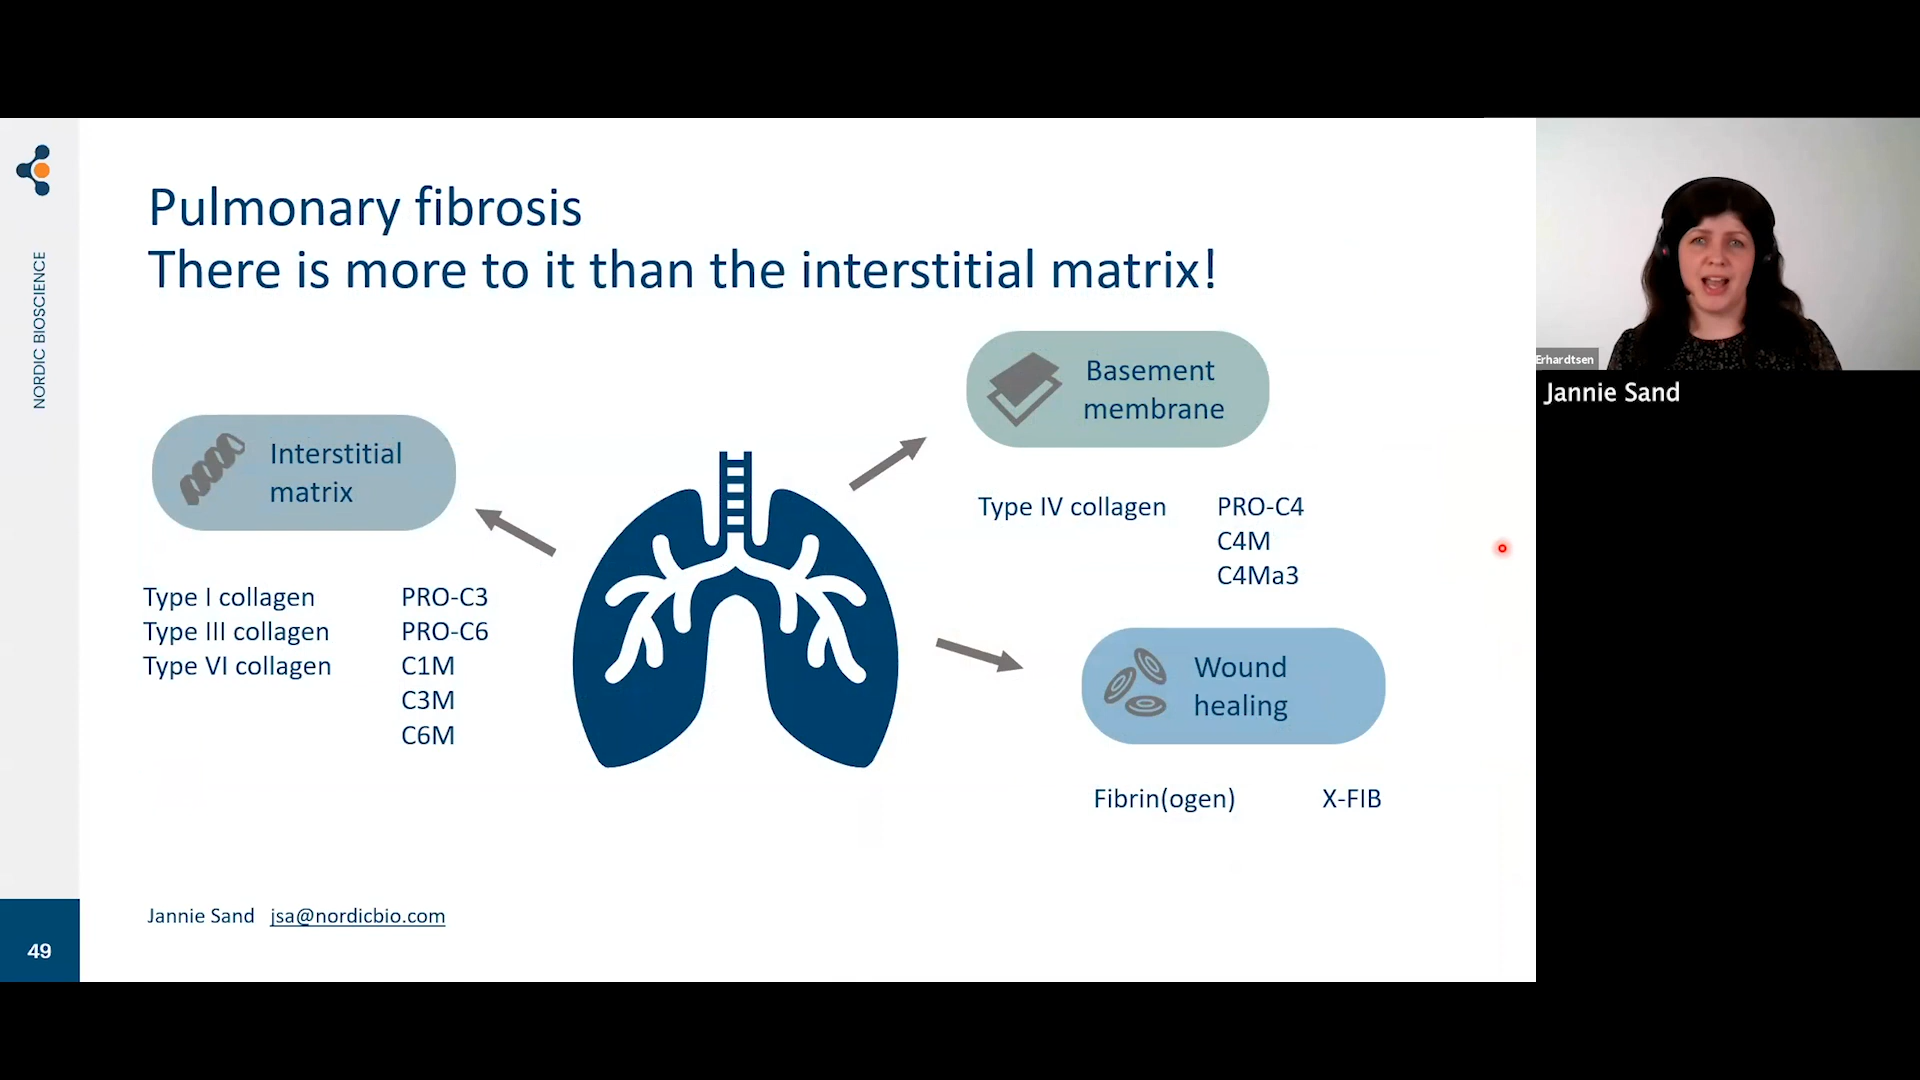 NORDIC BIOSCIENCE
Pulmonary fibrosis
There is more to it than the interstitial matrix!
Interstitial
matrix
Type I collagen PRO-C3
Type III collagen PRO-C6
Type VI collagen C1M
C3M
C6M
Basement
membrane
Type IV collagen PRO-C4
C4M
C4Ma3
Wound
healing
Fibrin(ogen) X-FIB
Jannie Sand jsa@nordicbio.com
49
Erhardtsen
Jannie Sand